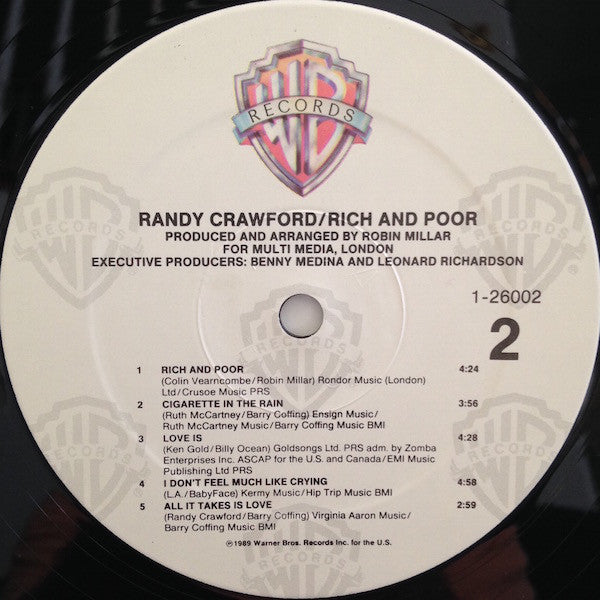 WB
RECORDS
RANDY CRAWFORD/RICH AND POOR
PRODUCED AND ARRANGED BY ROBIN MILLAR
FOR MULTI MEDIA, LONDON
EXECUTIVE PRODUCERS: BENNY MEDINA AND LEONARD RICHARDSON
1-26002
2
1 RICH AND POOR 4:24
(Colin Vearncombe/Robin Millar) Rondor Music (London)
Ltd/Crusoe Music PRS
2 CIGARETTE IN THE RAIN 3:56
(Ruth McCartney/Barry Coffing) Ensign Music/
Ruth McCartney Music/Barry Coffing Music BMI
3 LOVE IS 4:28
(Ken Gold/Billy Ocean) Goldsongs Ltd. PRS adm. by Zomba
Enterprises Inc. ASCAP for the U.S. and Canada/EMI Music
Publishing Ltd PRS
4 I DON'T FEEL MUCH LIKE CRYING 4:58
(L.A./BabyFace) Kermy Music/Hip Trip Music BMI
5 ALL IT TAKES IS LOVE 2:59
(Randy Crawford/Barry Coffing) Virginia Aaron Music/
Barry Coffing Music BMI
℗©1989 Warner Bros. Records Inc. for the U.S.